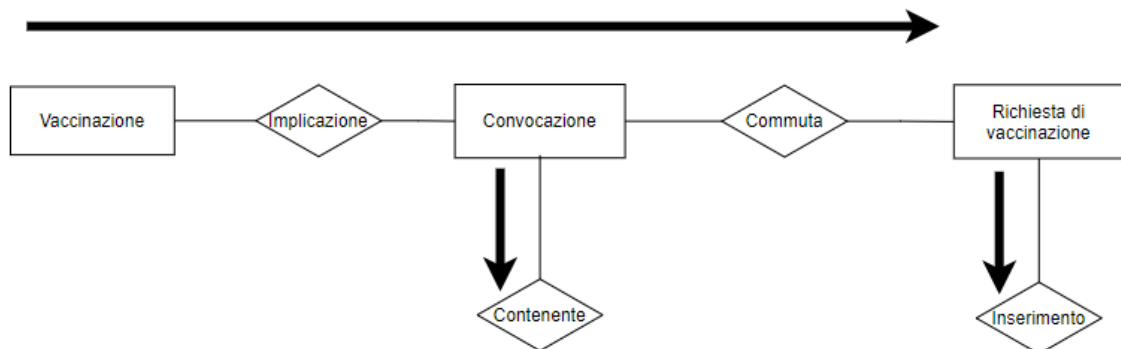 Vaccinazione
Implicazione
Convocazione
Commuta
Richiesta di
vaccinazione
Contenente
Inserimento